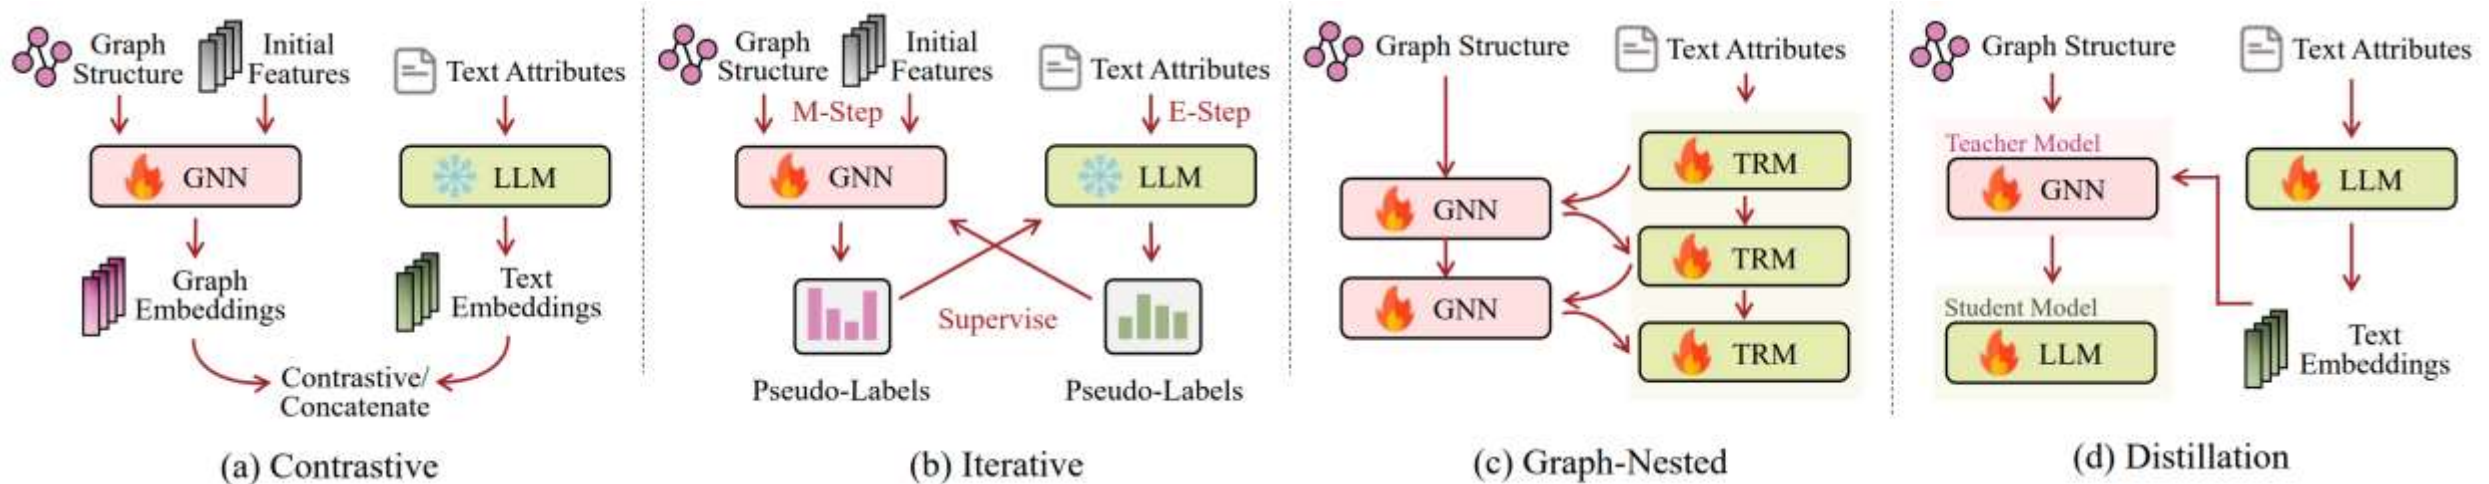 Graph
Structure
Initial
Features
Text Attributes
GNN
LLM
Graph
Embeddings
Text
Embeddings
Contrastive/
Concatenate
(a) Contrastive
Graph
Structure
Initial
Features
Text Attributes
M-Step
E-Step
GNN
LLM
Supervise
Pseudo-Labels
Pseudo-Labels
(b) Iterative
Graph Structure
Text Attributes
TRM
GNN
TRM
GNN
TRM
(c) Graph-Nested
Graph Structure
Text Attributes
Teacher Model
GNN
LLM
Student Model
LLM
Text
Embeddings
(d) Distillation